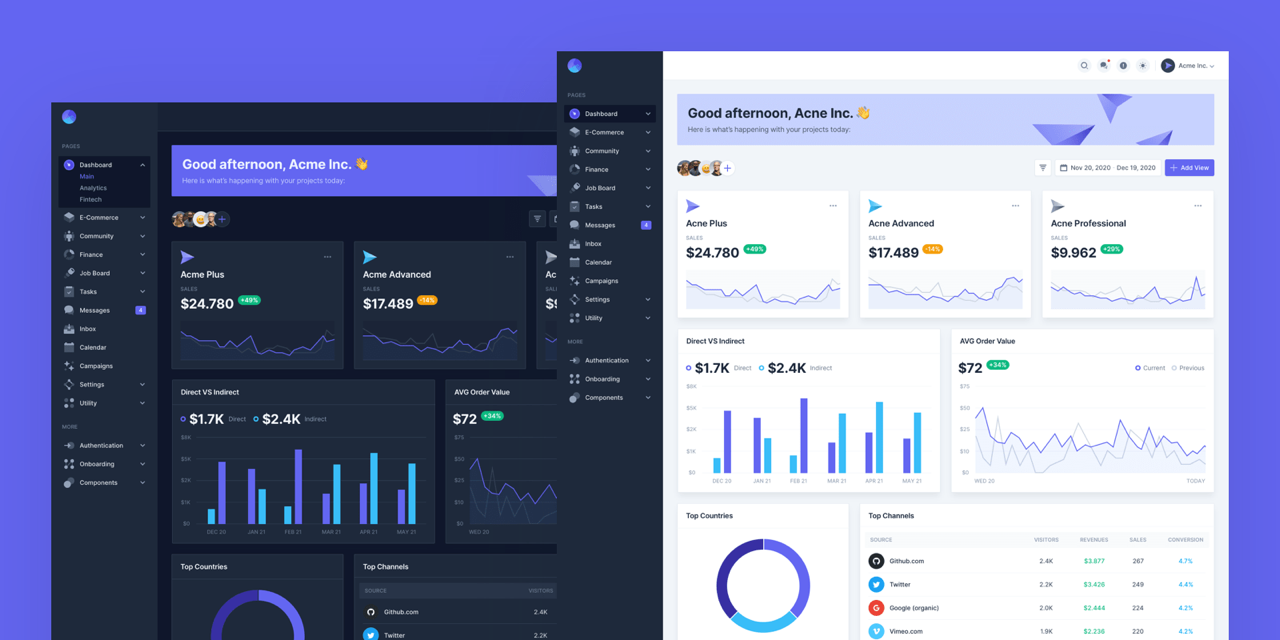 PAGES
Dashboard
Main
Analytics
Fintech
E-Commerce
Community
Finance
Job Board
Tasks
Messages 4
Inbox
Calendar
Campaigns
Settings
Utility
MORE
Authentication
Onboarding
Components
Good afternoon, Acme Inc. 👋
Here is what's happening with your projects today:
Acme Plus
SALES
$24.780 +49%
Acme Advanced
SALES
$17.489 -14%
Ac
SALES
Direct VS Indirect
$1.7K Direct $2.4K Indirect
$6K
$5K
$2K
$1K
$0
DEC 20 JAN 21 FEB 21 MAR 21 APR 21 MAY 21
AVG Order Value
$72 +34%
$75
$50
$25
$10
$0
WED 20
Top Countries
Top Channels
SOURCE VISITORS
Github.com 2.4K
Twitter 2.2K
PAGES
Dashboard
E-Commerce
Community
Finance
Job Board
Tasks
Messages 4
Inbox
Calendar
Campaigns
Settings
Utility
MORE
Authentication
Onboarding
Components
Acme Inc.
Good afternoon, Acne Inc. 👋
Here is what's happening with your projects today:
Nov 20, 2020 - Dec 19, 2020
+ Add View
Acne Plus
SALES
$24.780 +49%
Acne Advanced
SALES
$17.489 -14%
Acne Professional
SALES
$9.962 +29%
Direct VS Indirect
$1.7K Direct $2.4K Indirect
$6K
$5K
$2K
$1K
$0
DEC 20 JAN 21 FEB 21 MAR 21 APR 21 MAY 21
AVG Order Value
$72 +34%
Current Previous
$75
$50
$25
$10
$0
WED 20 TODAY
Top Countries
Top Channels
SOURCE VISITORS REVENUES SALES CONVERSION
Github.com 2.4K $3.877 267 4.7%
Twitter 2.2K $3.426 249 4.4%
Google (organic) 2.0K $2.444 224 4.2%
Vimeo.com 1.9K $2.236 220 4.2%